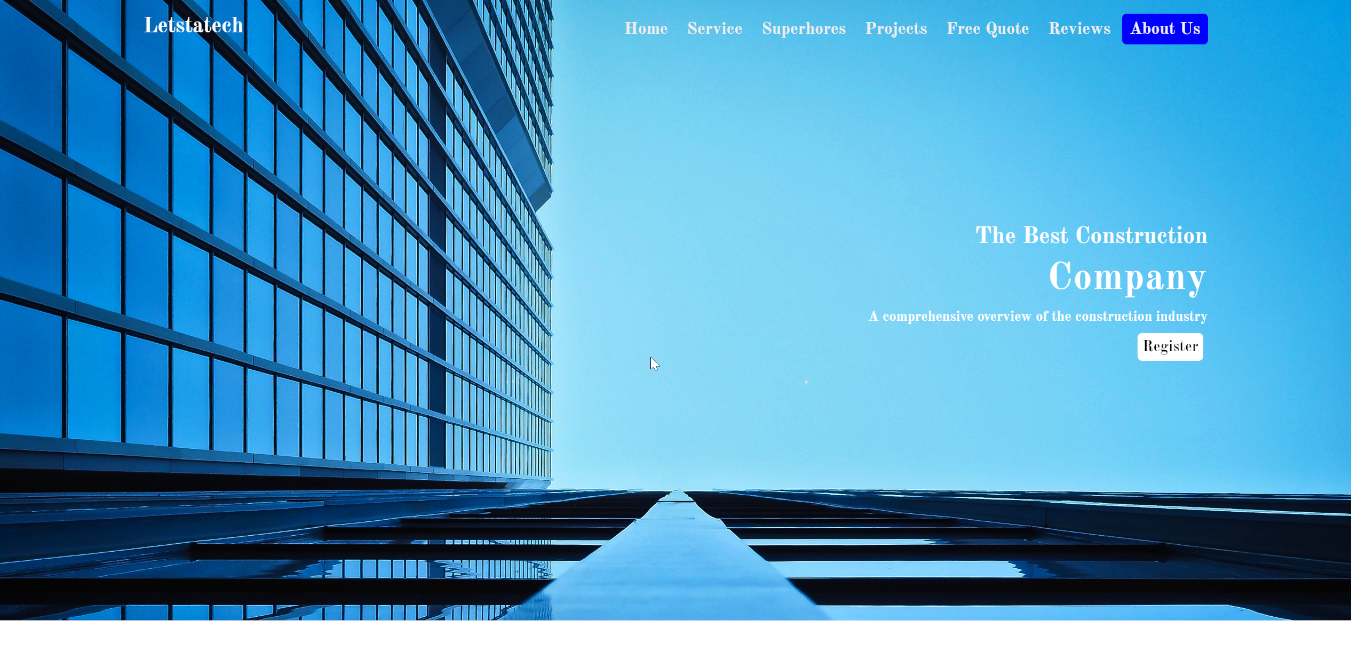 Letstatech
Home Service Superhores Projects Free Quote Reviews About Us
The Best Construction
Company
A comprehensive overview of the construction industry
Register